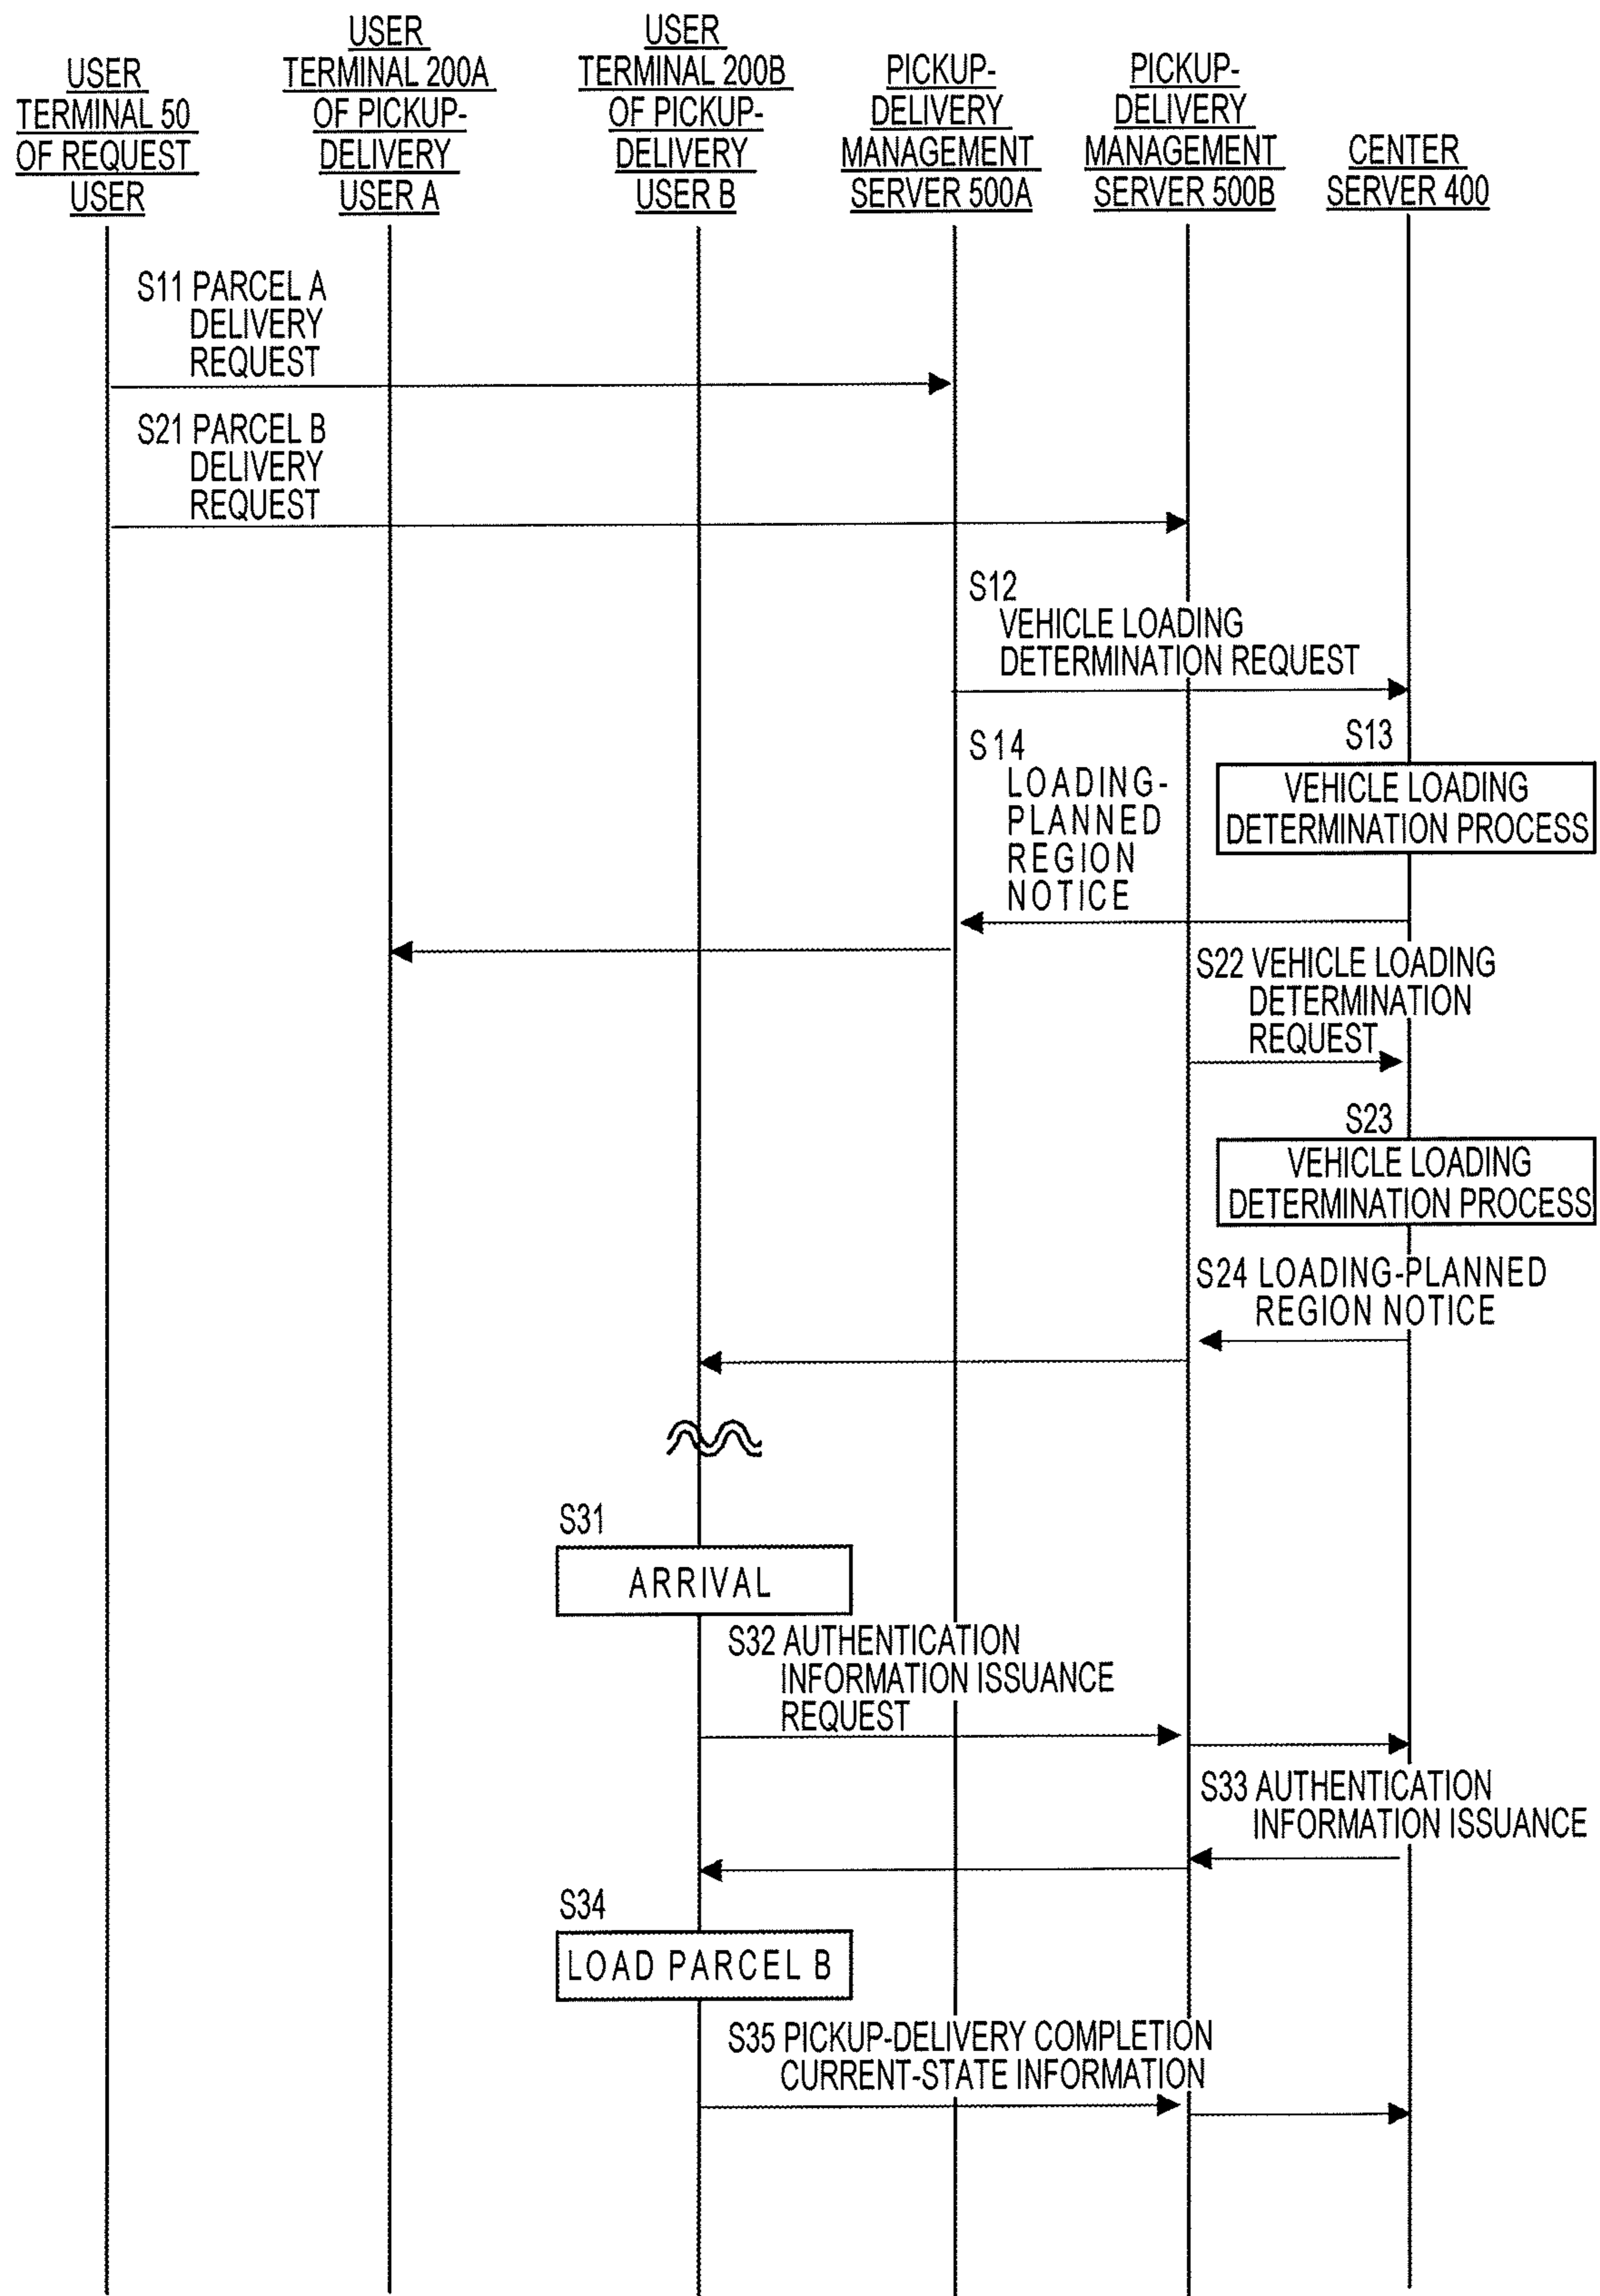 USER
TERMINAL 50
OF REQUEST
USER
USER
TERMINAL 200A
OF PICKUP-
DELIVERY
USER A
USER
TERMINAL 200B
OF PICKUP-
DELIVERY
USER B
PICKUP-
DELIVERY
MANAGEMENT
SERVER 500A
PICKUP-
DELIVERY
MANAGEMENT
SERVER 500B
CENTER
SERVER 400
S11 PARCEL A
DELIVERY
REQUEST
S21 PARCEL B
DELIVERY
REQUEST
S12
VEHICLE LOADING
DETERMINATION REQUEST
S13
VEHICLE LOADING
DETERMINATION PROCESS
S14
LOADING-
PLANNED
REGION
NOTICE
S22 VEHICLE LOADING
DETERMINATION
REQUEST
S23
VEHICLE LOADING
DETERMINATION PROCESS
S24 LOADING-PLANNED
REGION NOTICE
S31
ARRIVAL
S32 AUTHENTICATION
INFORMATION ISSUANCE
REQUEST
S33 AUTHENTICATION
INFORMATION ISSUANCE
S34
LOAD PARCEL B
S35 PICKUP-DELIVERY COMPLETION
CURRENT-STATE INFORMATION